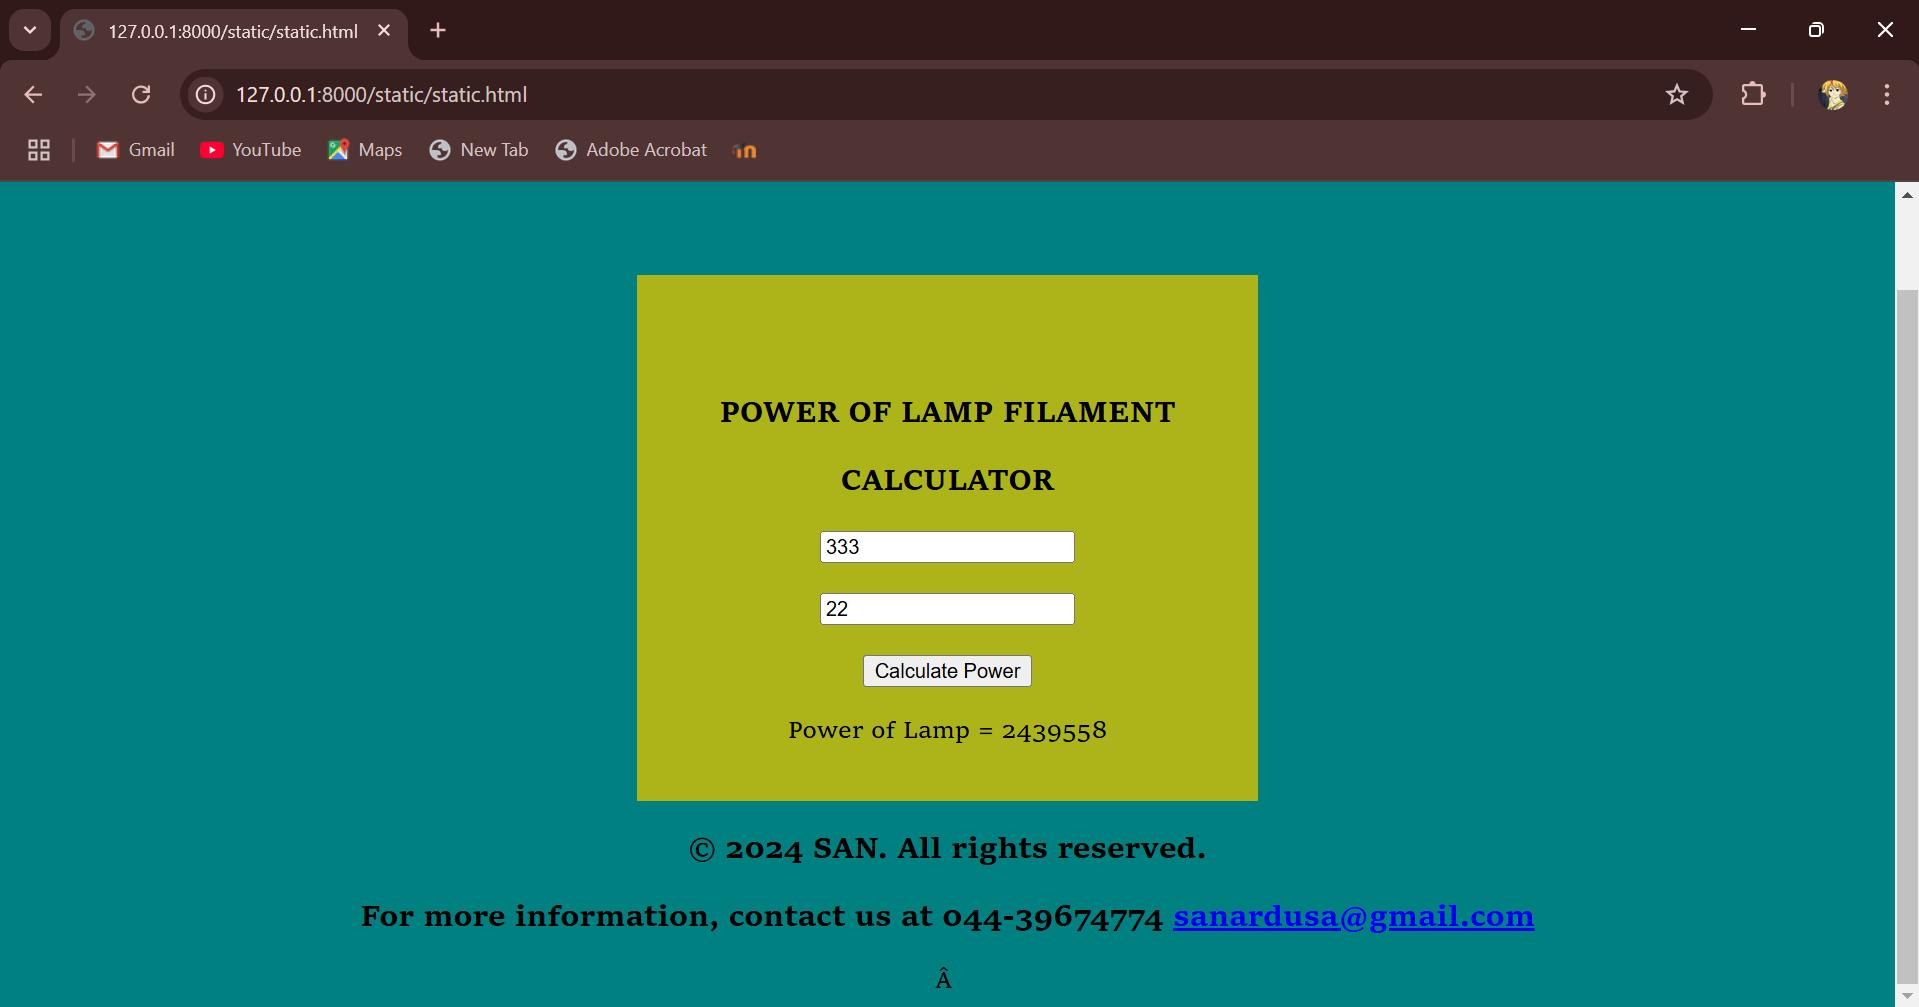 127.0.0.1:8000/static/static.html
127.0.0.1:8000/static/static.html
Gmail YouTube Maps New Tab Adobe Acrobat
POWER OF LAMP FILAMENT
CALCULATOR
333
22
Calculate Power
Power of Lamp = 2439558
© 2024 SAN. All rights reserved.
For more information, contact us at 044-39674774 sanardusa@gmail.com
Â